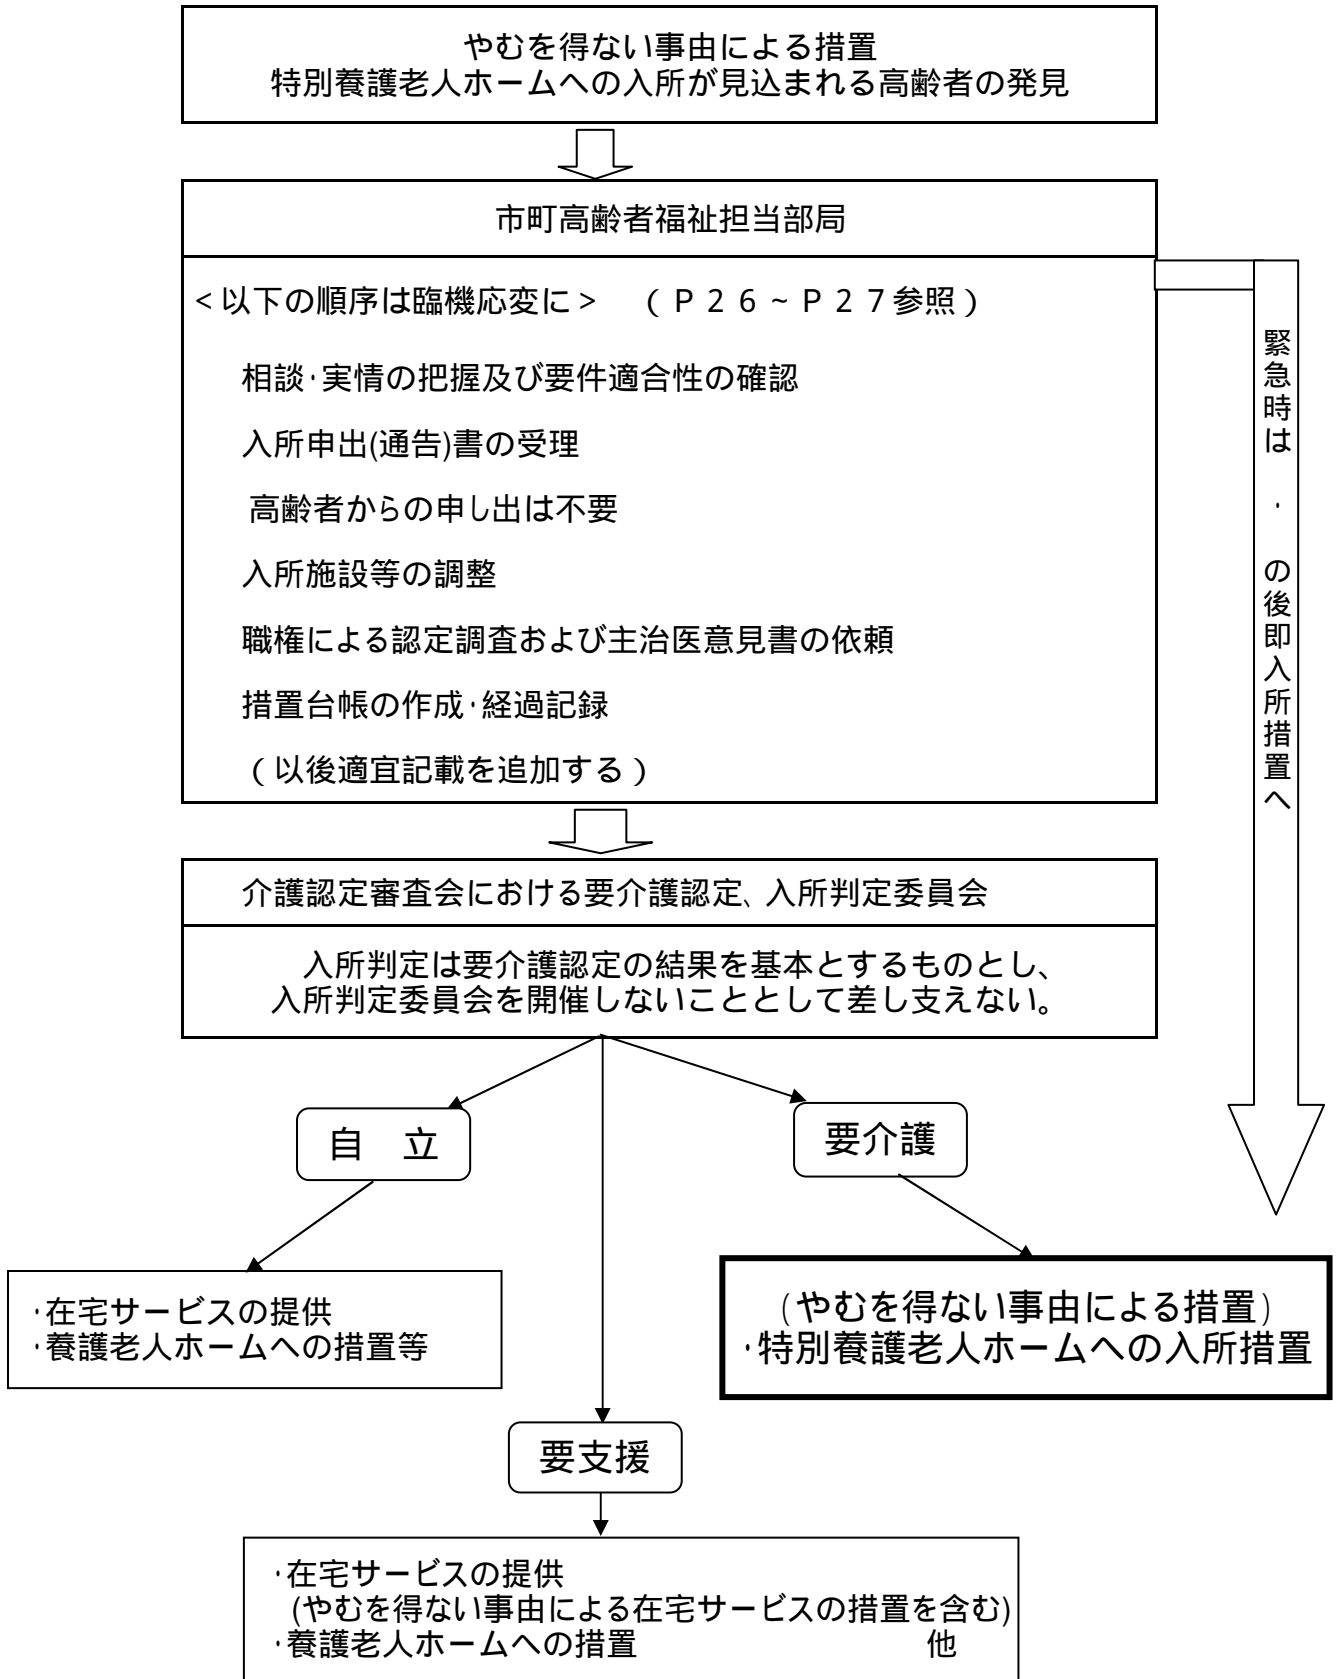 やむを得ない事由による措置
特別養護老人ホームへの入所が見込まれる高齢者の発見
市町高齢者福祉担当部局
<以下の順序は臨機応変に> (P26~P27参照)
相談・実情の把握及び要件適合性の確認
入所申出(通告)書の受理
高齢者からの申し出は不要
入所施設等の調整
職権による認定調査および主治医意見書の依頼
措置台帳の作成・経過記録
(以後適宜記載を追加する)
緊急時は ・ の後即入所措置へ
介護認定審査会における要介護認定、入所判定委員会
入所判定は要介護認定の結果を基本とするものとし、
入所判定委員会を開催しないこととして差し支えない。
自 立
要介護
・在宅サービスの提供
・養護老人ホームへの措置等
(やむを得ない事由による措置)
・特別養護老人ホームへの入所措置
要支援
・在宅サービスの提供
(やむを得ない事由による在宅サービスの措置を含む)
・養護老人ホームへの措置 他